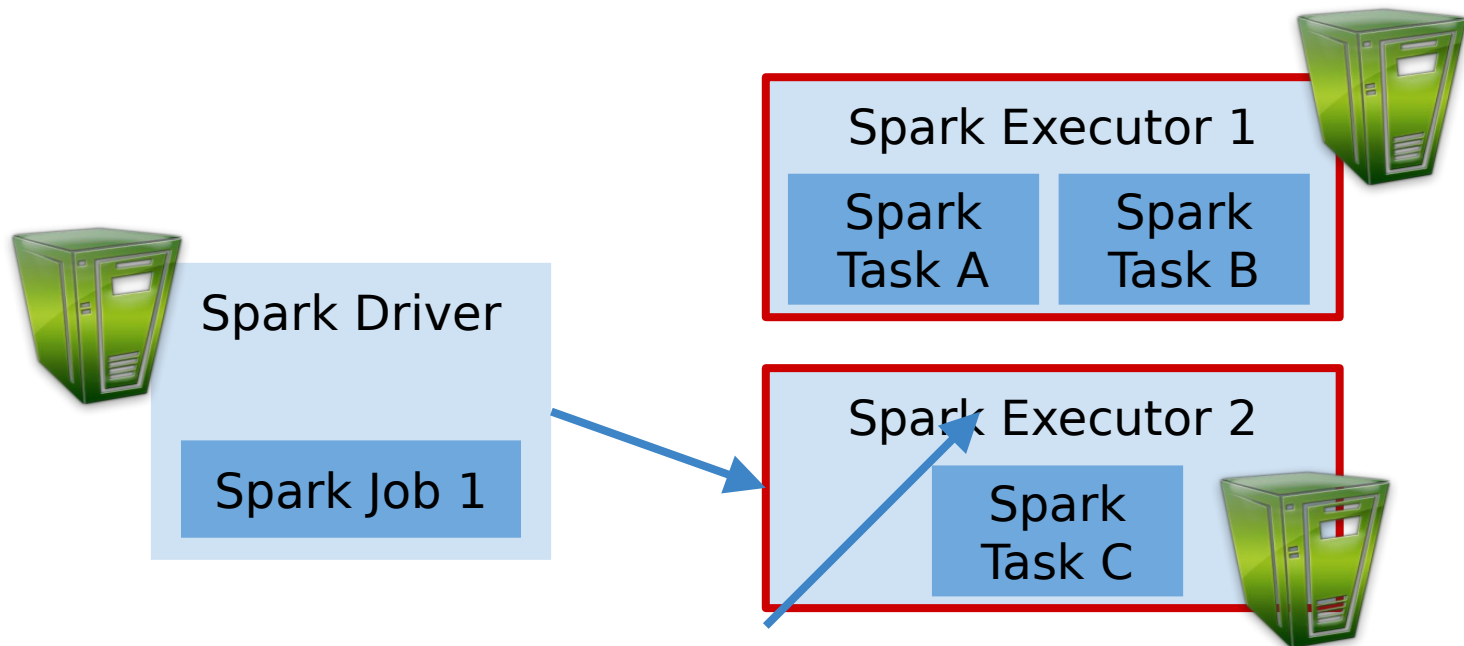 Spark Executor 1
Spark
Task A
Spark
Task B
Spark Driver
Spark Job 1
Spark Executor 2
Spark
Task C